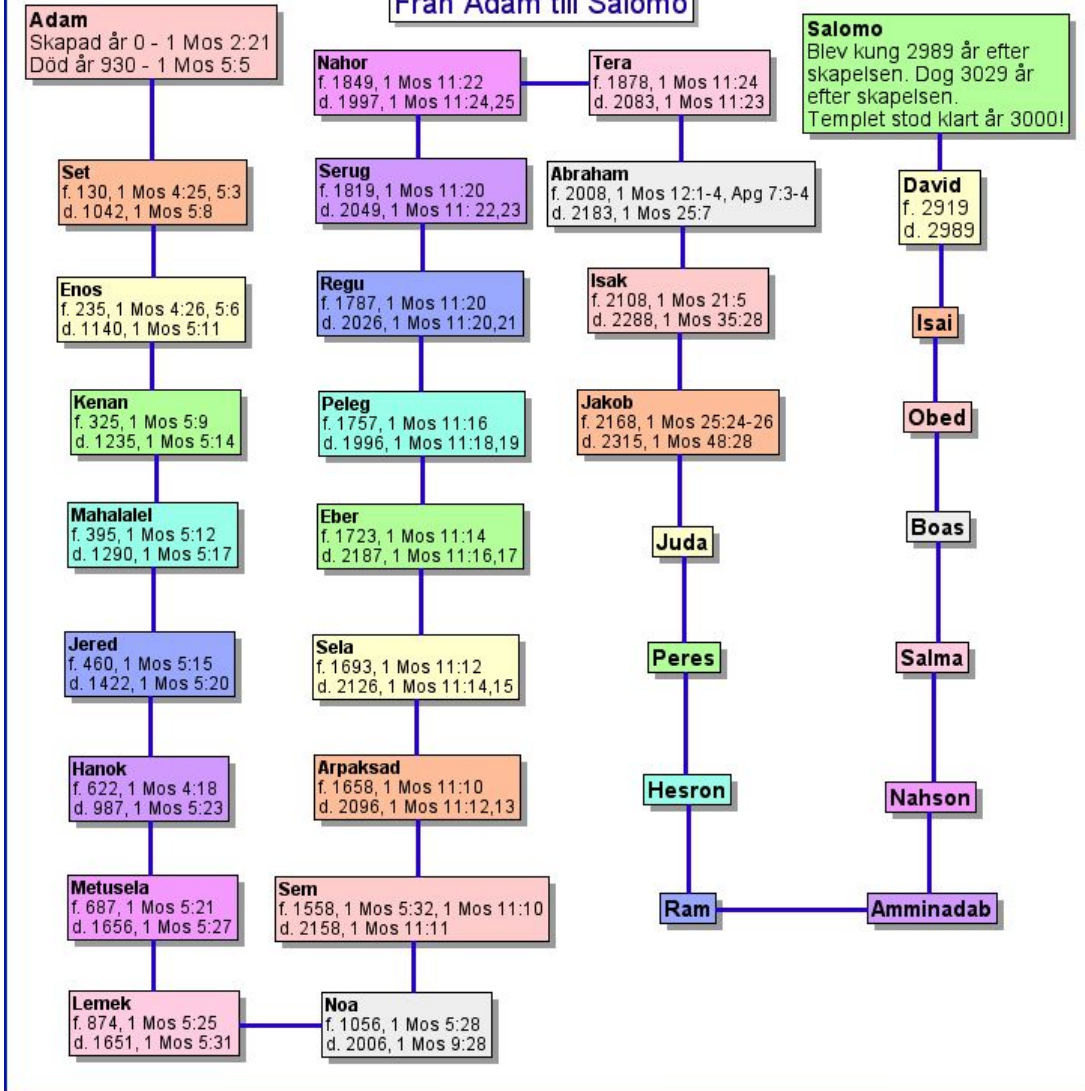 Från Adam till Salomo
Adam
Skapad år 0 - 1 Mos 2:21
Död år 930 - 1 Mos 5:5
Set
f. 130, 1 Mos 4:25, 5:3
d. 1042, 1 Mos 5:8
Enos
f. 235, 1 Mos 4:26, 5:6
d. 1140, 1 Mos 5:11
Kenan
f. 325, 1 Mos 5:9
d. 1235, 1 Mos 5:14
Mahalalel
f. 395, 1 Mos 5:12
d. 1290, 1 Mos 5:17
Jered
f. 460, 1 Mos 5:15
d. 1422, 1 Mos 5:20
Hanok
f. 622, 1 Mos 4:18
d. 987, 1 Mos 5:23
Metusela
f. 687, 1 Mos 5:21
d. 1656, 1 Mos 5:27
Lemek
f. 874, 1 Mos 5:25
d. 1651, 1 Mos 5:31
Noa
f. 1056, 1 Mos 5:28
d. 2006, 1 Mos 9:28
Sem
f. 1558, 1 Mos 5:32, 1 Mos 11:10
d. 2158, 1 Mos 11:11
Arpaksad
f. 1658, 1 Mos 11:10
d. 2096, 1 Mos 11:12,13
Sela
f. 1693, 1 Mos 11:12
d. 2126, 1 Mos 11:14,15
Eber
f. 1723, 1 Mos 11:14
d. 2187, 1 Mos 11:16,17
Peleg
f. 1757, 1 Mos 11:16
d. 1996, 1 Mos 11:18,19
Regu
f. 1787, 1 Mos 11:20
d. 2026, 1 Mos 11:20,21
Serug
f. 1819, 1 Mos 11:20
d. 2049, 1 Mos 11: 22,23
Nahor
f. 1849, 1 Mos 11:22
d. 1997, 1 Mos 11:24,25
Tera
f. 1878, 1 Mos 11:24
d. 2083, 1 Mos 11:23
Abraham
f. 2008, 1 Mos 12:1-4, Apg 7:3-4
d. 2183, 1 Mos 25:7
Isak
f. 2108, 1 Mos 21:5
d. 2288, 1 Mos 35:28
Jakob
f. 2168, 1 Mos 25:24-26
d. 2315, 1 Mos 48:28
Juda
Peres
Hesron
Ram
Amminadab
Nahson
Salma
Boas
Obed
Isai
David
f. 2919
d. 2989
Salomo
Blev kung 2989 år efter
skapelsen. Dog 3029 år
efter skapelsen.
Templet stod klart år 3000!